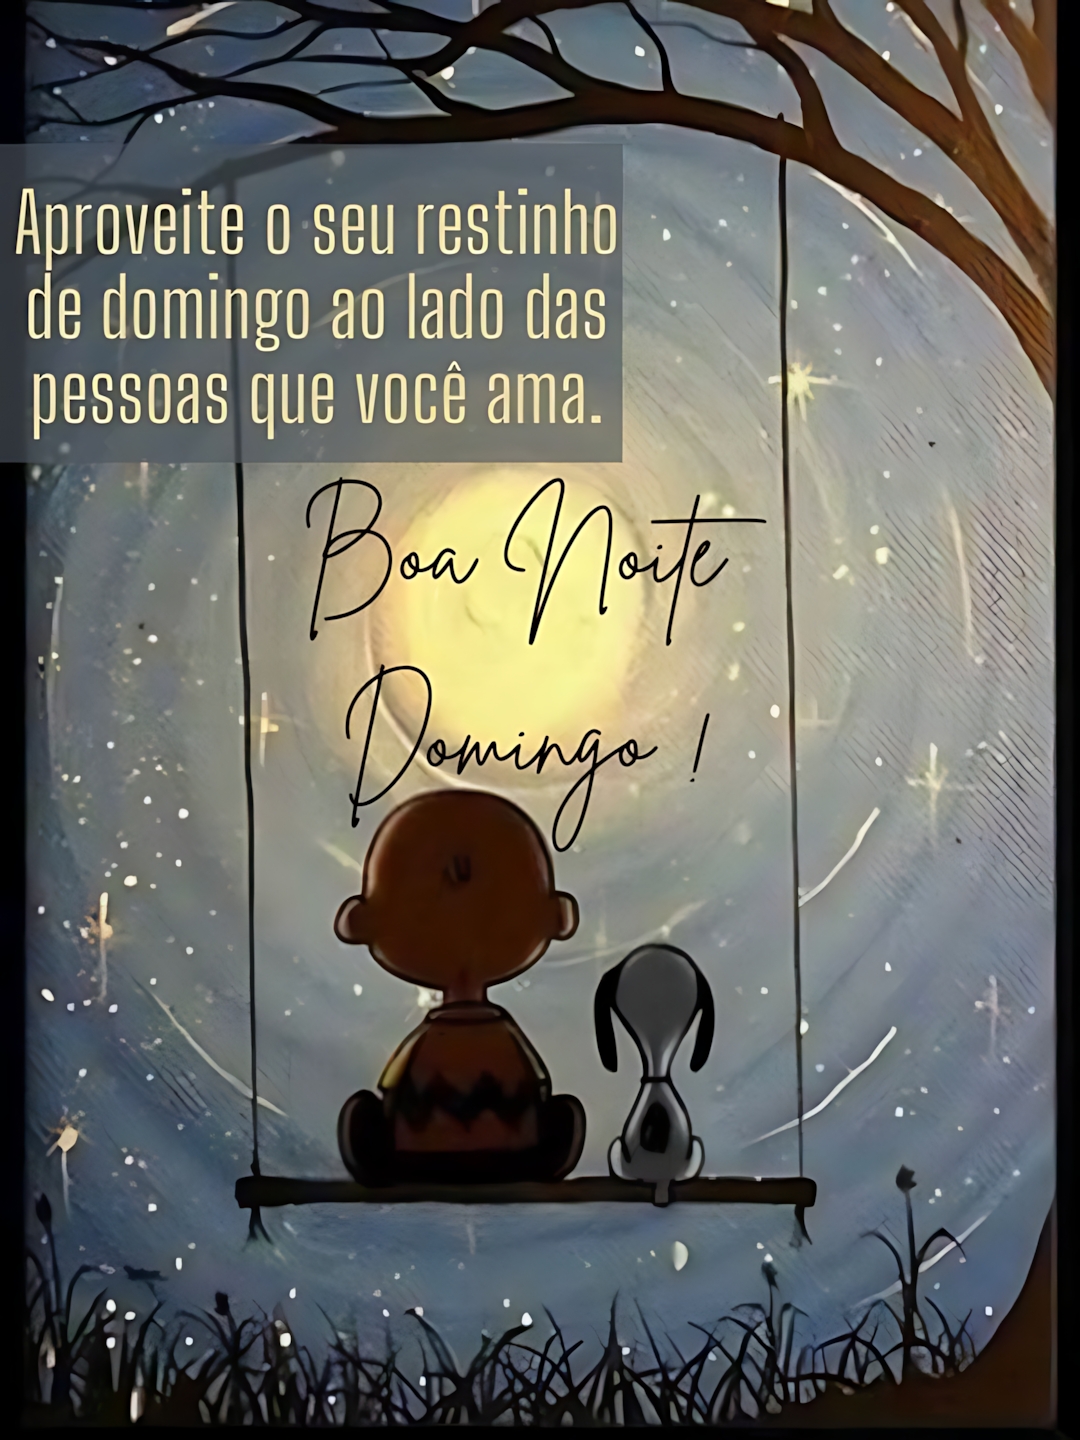 Aproveite o seu restinho
de domingo ao lado das
pessoas que você ama.
Boa Noite
Domingo !